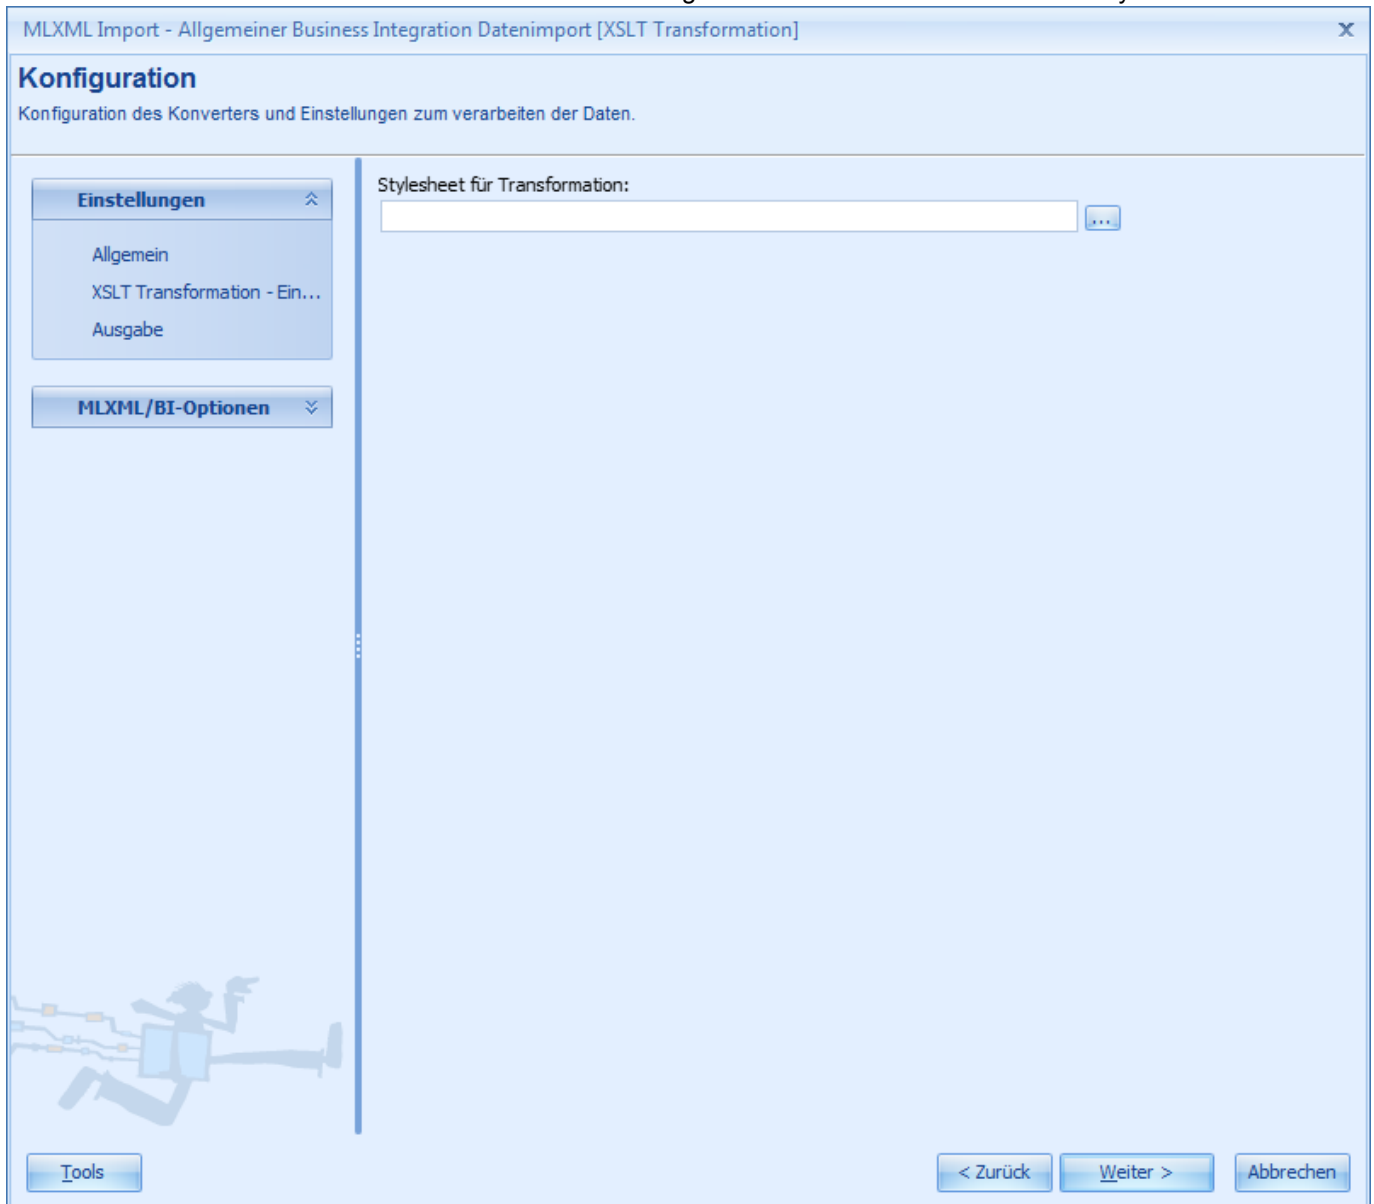 MLXML Import - Allgemeiner Business Integration Datenimport [XSLT Transformation]
x
Konfiguration
Konfiguration des Konverters und Einstellungen zum verarbeiten der Daten.
Einstellungen
Allgemein
XSLT Transformation - Ein...
Ausgabe
MLXML/BI-Optionen
Stylesheet für Transformation:
...
Tools
< Zurück
Weiter >
Abbrechen